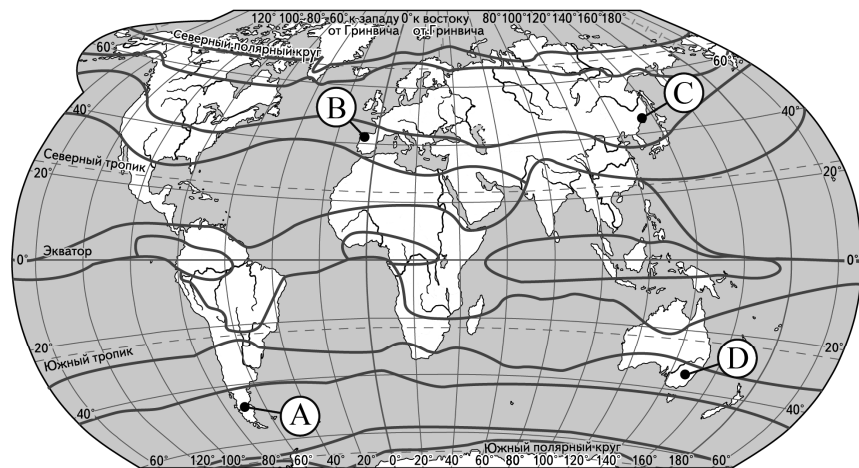 120° 100° 80° 60° к западу 0° к востоку 80° 100° 120° 140° 160° 180°
от Гринвича от Гринвича
Северный полярный круг
60° 60°
B
C
40° 40°
Северный тропик
20° 20°
Экватор
0° 0°
20° 20°
Южный тропик
D
A
40° 40°
Южный полярный круг
60° 120° 100° 80° 60° 40° 20° 0° 20° 40° 60° 80° 100° 120° 140° 160° 180° 60°